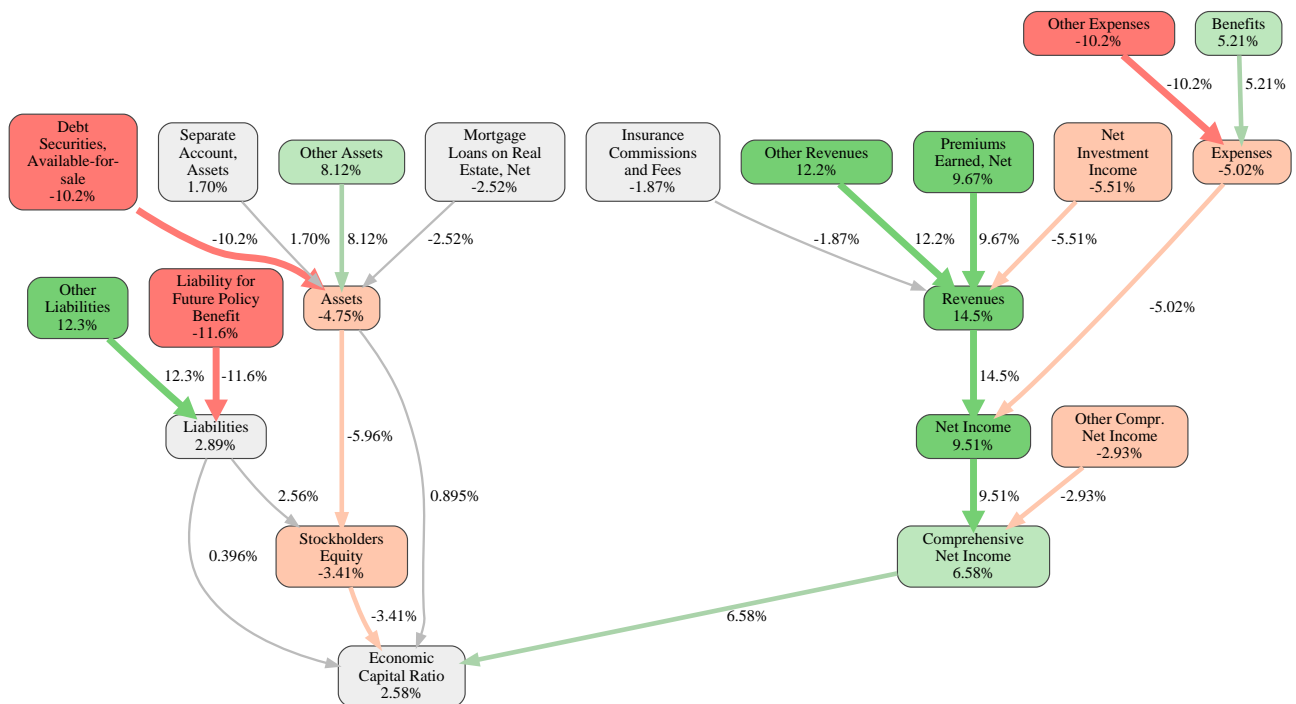 Other Expenses
-10.2%
Benefits
5.21%
-10.2%
5.21%
Debt
Securities,
Available-for-
sale
-10.2%
Separate
Account,
Assets
1.70%
Other Assets
8.12%
Mortgage
Loans on Real
Estate, Net
-2.52%
Insurance
Commissions
and Fees
-1.87%
Other Revenues
12.2%
Premiums
Earned, Net
9.67%
Net
Investment
Income
-5.51%
Expenses
-5.02%
-10.2%
1.70%
8.12%
-2.52%
-1.87%
12.2%
9.67%
-5.51%
Other
Liabilities
12.3%
Liability for
Future Policy
Benefit
-11.6%
Assets
-4.75%
Revenues
14.5%
-5.02%
12.3%
-11.6%
14.5%
Liabilities
2.89%
-5.96%
Net Income
9.51%
Other Compr.
Net Income
-2.93%
2.56%
0.895%
9.51%
-2.93%
0.396%
Stockholders
Equity
-3.41%
Comprehensive
Net Income
6.58%
-3.41%
6.58%
Economic
Capital Ratio
2.58%